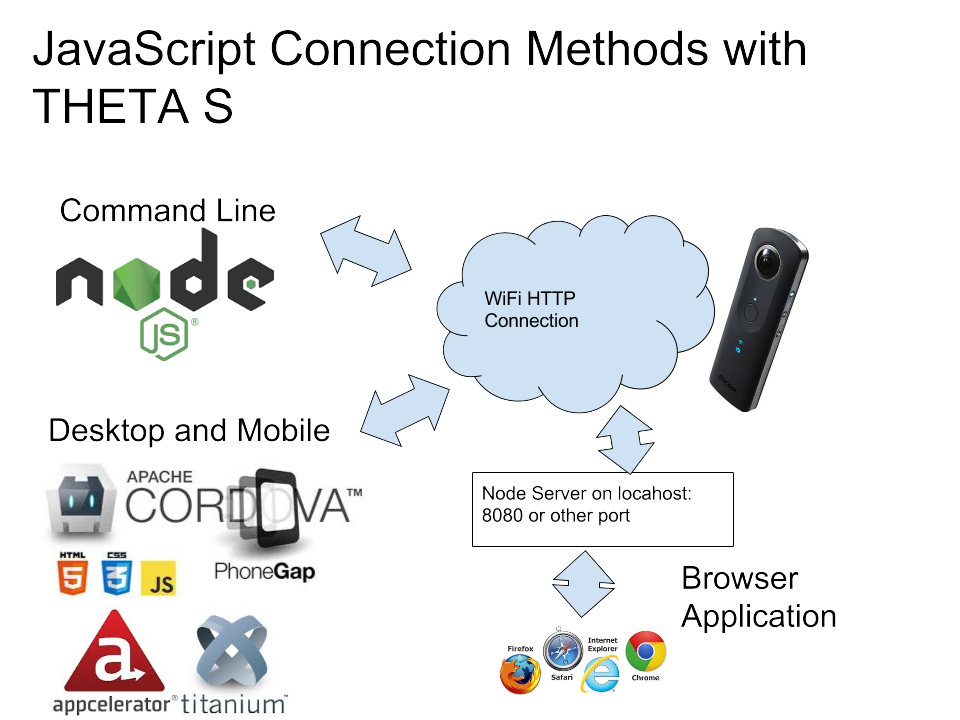 JavaScript Connection Methods with
THETA S
Command Line
node
JS®
WiFi HTTP
Connection
RICOH
Desktop and Mobile
APACHE
CORDOVA™
HTML
5
CSS
3
JS
PhoneGap
a
appcelerator®
titanium™
Node Server on locahost:
8080 or other port
Browser
Application
Firefox
Safari
Internet
Explorer
Chrome